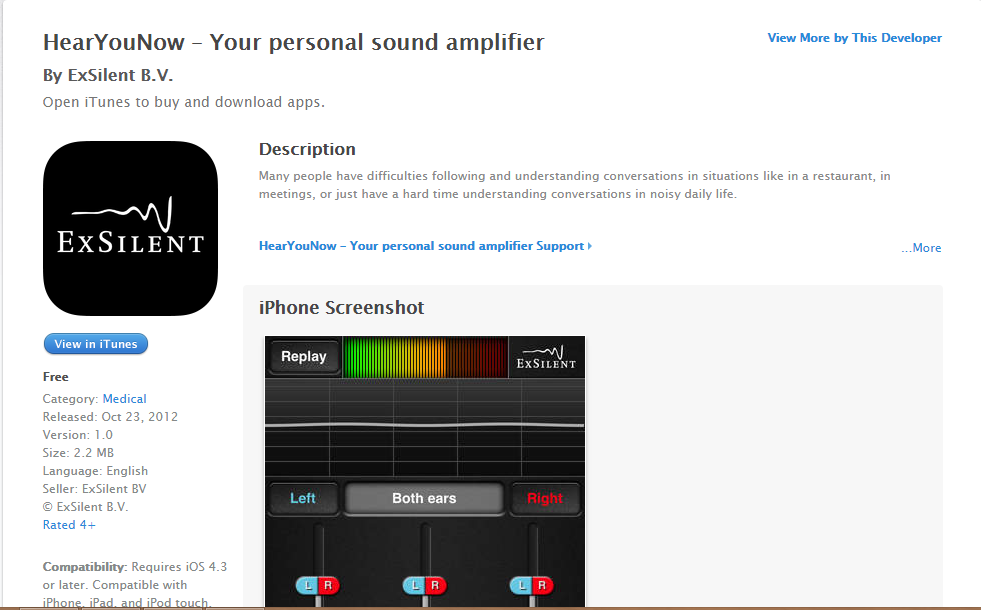 HearYouNow – Your personal sound amplifier
View More by This Developer
By ExSilent B.V.
Open iTunes to buy and download apps.
EXSILENT
Description
Many people have difficulties following and understanding conversations in situations like in a restaurant, in
meetings, or just have a hard time understanding conversations in noisy daily life.
HearYouNow – Your personal sound amplifier Support
...More
View in iTunes
Free
Category: Medical
Released: Oct 23, 2012
Version: 1.0
Size: 2.2 MB
Language: English
Seller: ExSilent BV
© ExSilent B.V.
Rated 4+
Compatibility: Requires iOS 4.3
or later. Compatible with
iPhone, iPad, and iPod touch.
iPhone Screenshot
Replay
EXSILENT
Left
Both ears
Right
L R
L R
L R